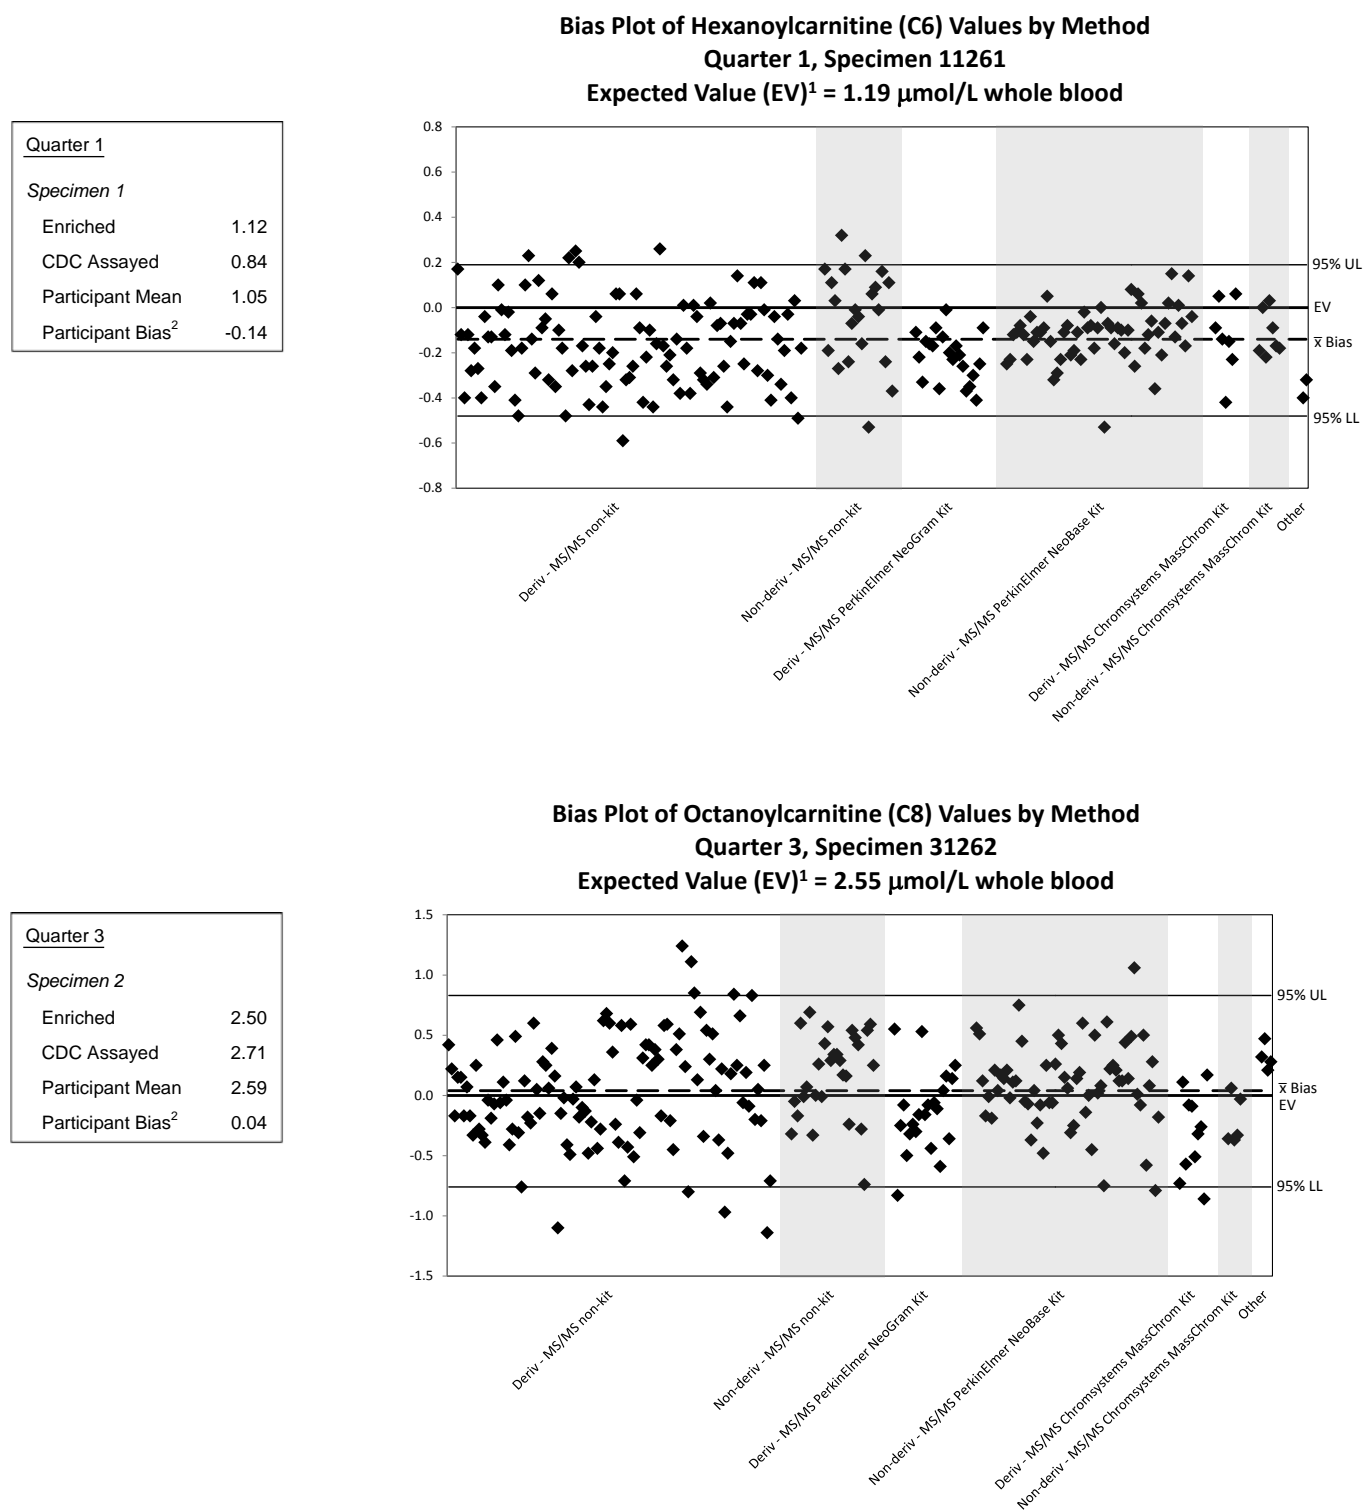 Bias Plot of Hexanoylcarnitine (C6) Values by Method
Quarter 1, Specimen 11261
Expected Value (EV)¹ = 1.19 µmol/L whole blood
Quarter 1
Specimen 1
Enriched 1.12
CDC Assayed 0.84
Participant Mean 1.05
Participant Bias² -0.14
0.8
0.6
0.4
0.2
0.0
-0.2
-0.4
-0.6
-0.8
95% UL
EV
x̄ Bias
95% LL
Deriv - MS/MS non-kit
Non-deriv - MS/MS non-kit
Deriv - MS/MS PerkinElmer NeoGram Kit
Non-deriv - MS/MS PerkinElmer NeoBase Kit
Deriv - MS/MS Chromsystems MassChrom Kit
Non-deriv - MS/MS Chromsystems MassChrom Kit
Other
Bias Plot of Octanoylcarnitine (C8) Values by Method
Quarter 3, Specimen 31262
Expected Value (EV)¹ = 2.55 µmol/L whole blood
Quarter 3
Specimen 2
Enriched 2.50
CDC Assayed 2.71
Participant Mean 2.59
Participant Bias² 0.04
1.5
1.0
0.5
0.0
-0.5
-1.0
-1.5
95% UL
x̄ Bias
EV
95% LL
Deriv - MS/MS non-kit
Non-deriv - MS/MS non-kit
Deriv - MS/MS PerkinElmer NeoGram Kit
Non-deriv - MS/MS PerkinElmer NeoBase Kit
Deriv - MS/MS Chromsystems MassChrom Kit
Non-deriv - MS/MS Chromsystems MassChrom Kit
Other